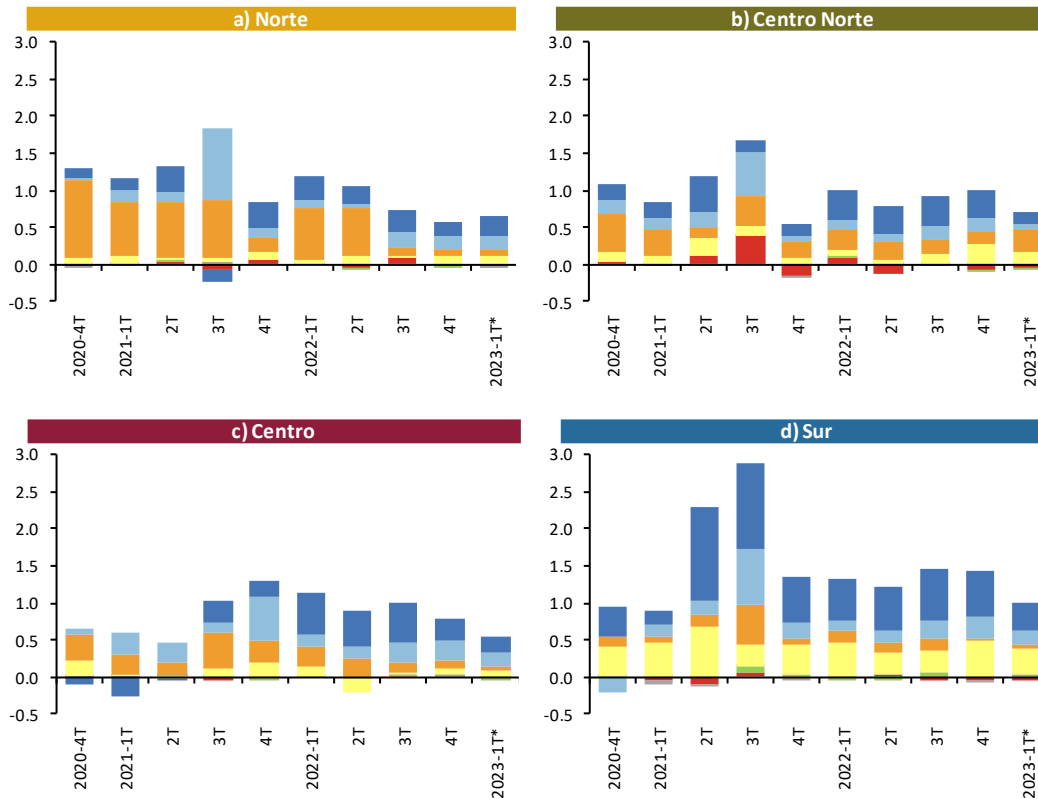 a) Norte
3.0
2.5
2.0
1.5
1.0
0.5
0.0
-0.5
2020-4T
2021-1T
2T
3T
4T
2022-1T
2T
3T
4T
2023-1T*
b) Centro Norte
3.0
2.5
2.0
1.5
1.0
0.5
0.0
-0.5
2020-4T
2021-1T
2T
3T
4T
2022-1T
2T
3T
4T
2023-1T*
c) Centro
3.0
2.5
2.0
1.5
1.0
0.5
0.0
-0.5
2020-4T
2021-1T
2T
3T
4T
2022-1T
2T
3T
4T
2023-1T*
d) Sur
3.0
2.5
2.0
1.5
1.0
0.5
0.0
-0.5
2020-4T
2021-1T
2T
3T
4T
2022-1T
2T
3T
4T
2023-1T*